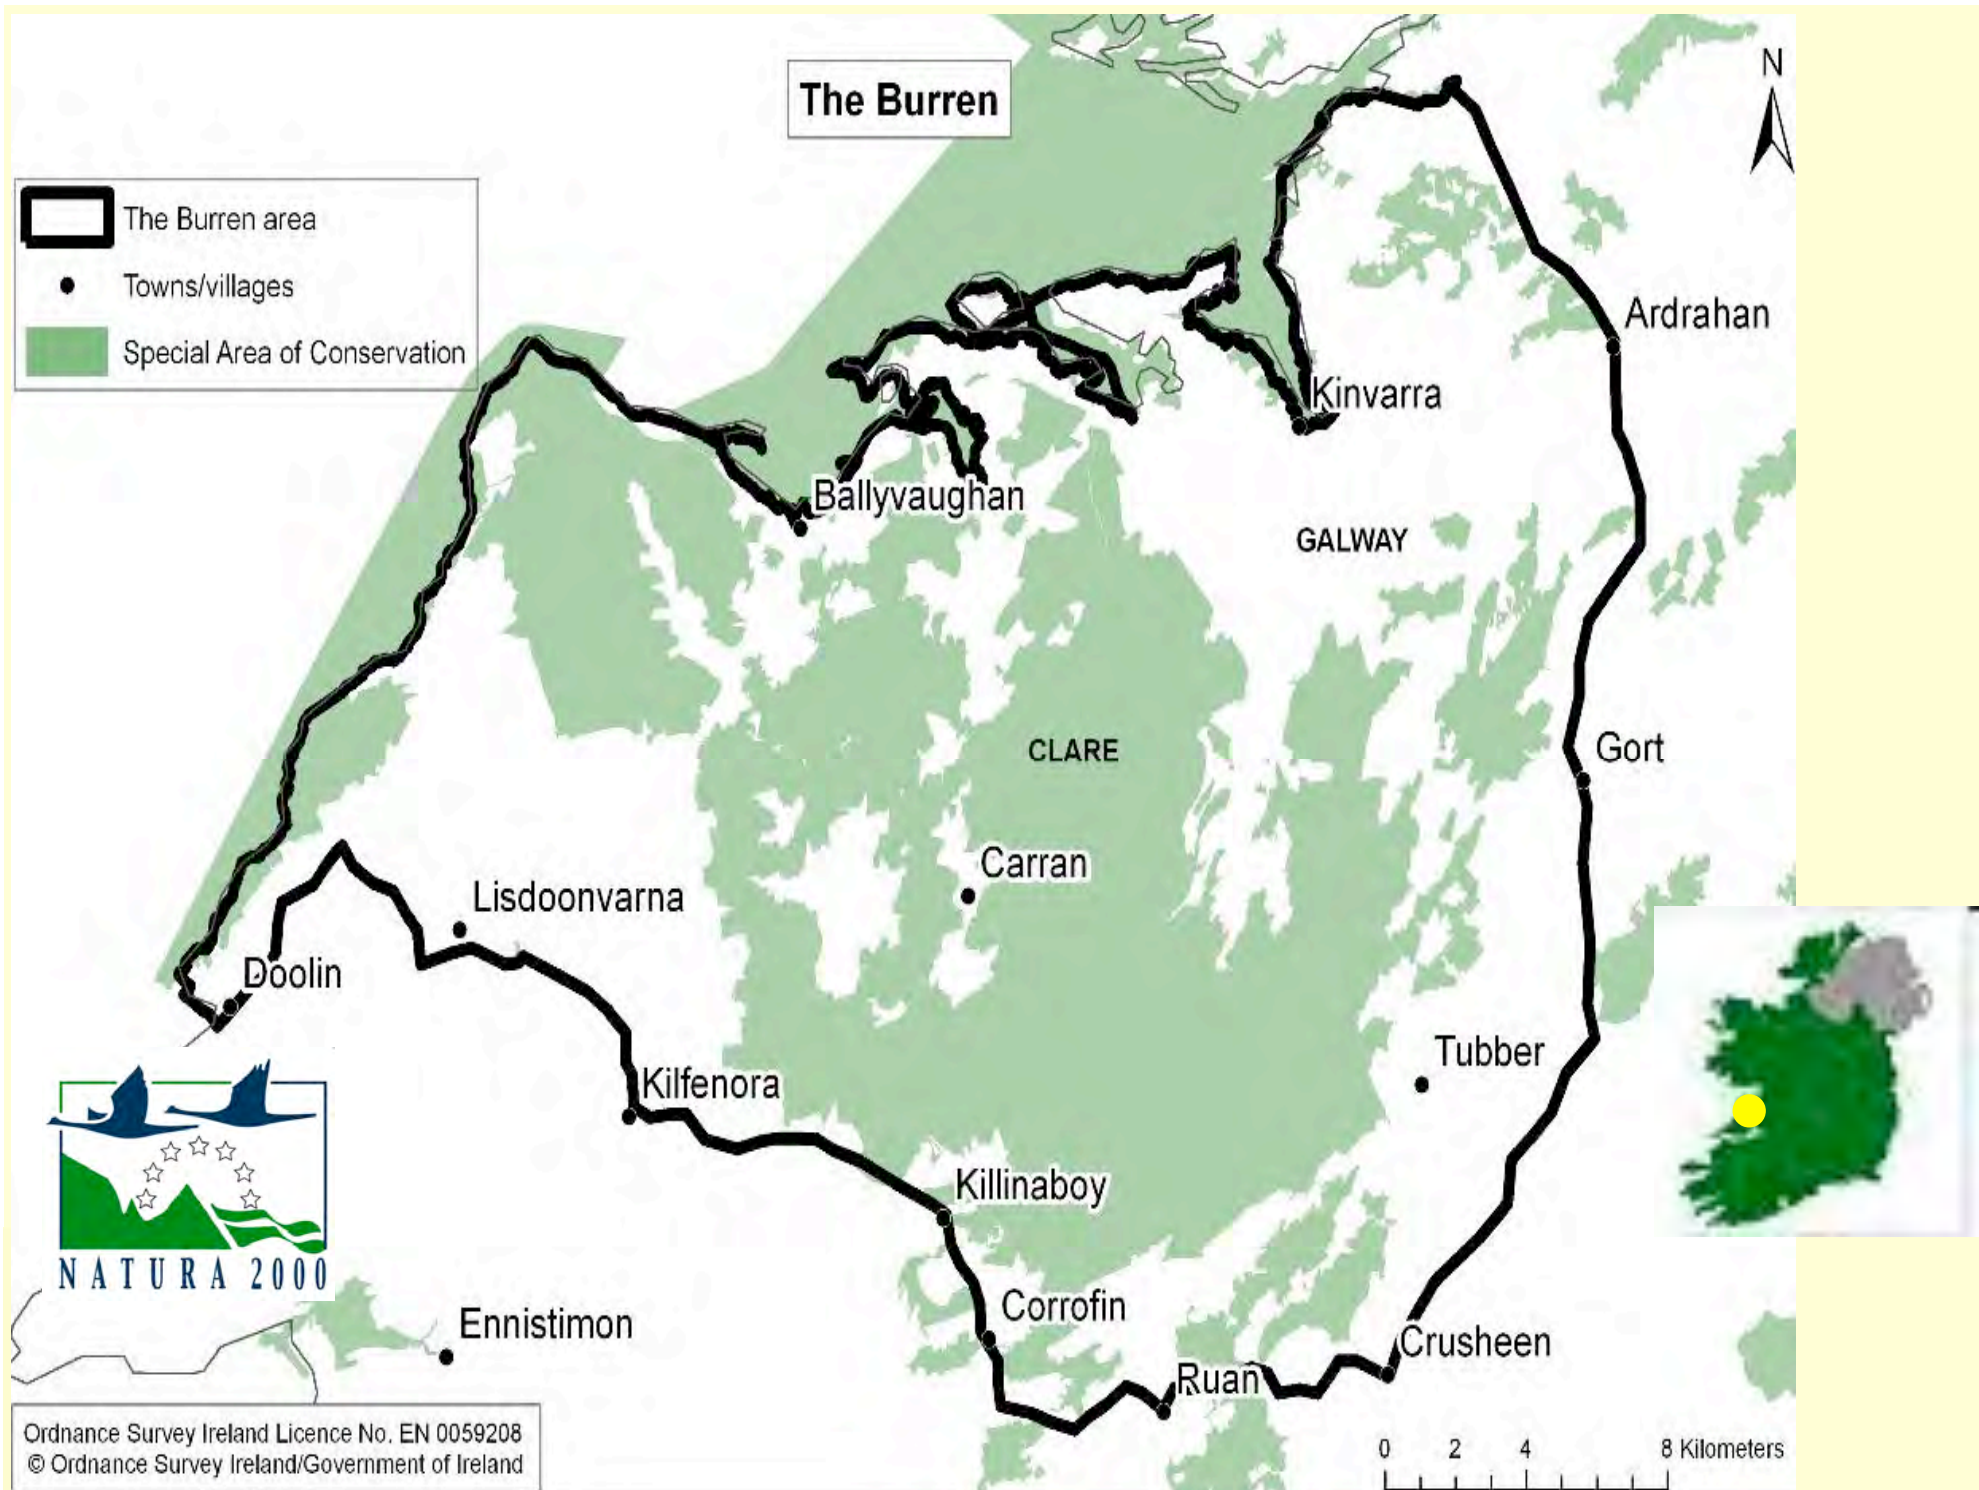 The Burren
N
The Burren area
Towns/villages
Special Area of Conservation
Ardrahan
Kinvarra
Ballyvaughan
GALWAY
CLARE
Gort
Carran
Lisdoonvarna
Doolin
Tubber
Kilfenora
Killinaboy
NATURA 2000
Corrofin
Ennistimon
Crusheen
Ruan
Ordnance Survey Ireland Licence No. EN 0059208
© Ordnance Survey Ireland/Government of Ireland
0 2 4 8 Kilometers